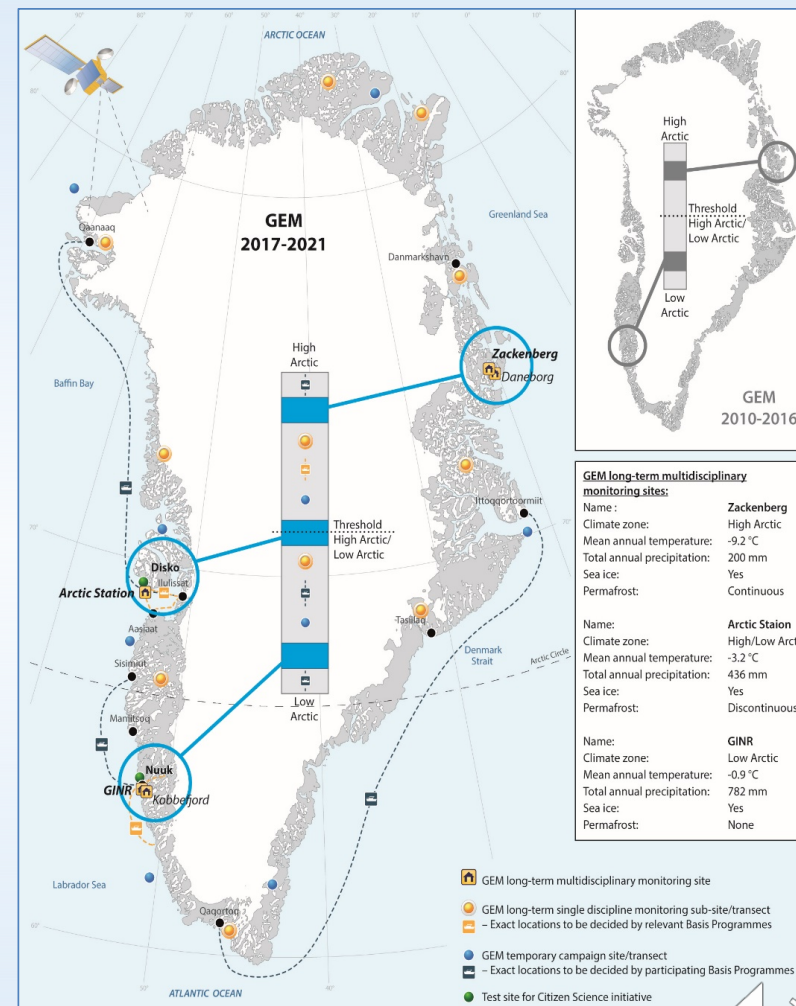 ARCTIC OCEAN
GEM
2017-2021
Qaanaaq
Greenland Sea
Danmarkshavn
High
Arctic
Zackenberg
Daneborg
Baffin Bay
Ittoqqortoormiit
Threshold
High Arctic/
Low Arctic
Disko
Ilulissat
Arctic Station
Aasiaat
Tasiilaq
Sisimiut
Denmark
Strait
Arctic Circle
Maniitsoq
Low
Arctic
Nuuk
GINR
Kobbefjord
Labrador Sea
Qaqortoq
ATLANTIC OCEAN
High
Arctic
Threshold
High Arctic/
Low Arctic
Low
Arctic
GEM
2010-2016
GEM long-term multidisciplinary
monitoring sites:
Name : Zackenberg
Climate zone: High Arctic
Mean annual temperature: -9.2 °C
Total annual precipitation: 200 mm
Sea ice: Yes
Permafrost: Continuous
Name: Arctic Staion
Climate zone: High/Low Arct
Mean annual temperature: -3.2 °C
Total annual precipitation: 436 mm
Sea ice: Yes
Permafrost: Discontinuous
Name: GINR
Climate zone: Low Arctic
Mean annual temperature: -0.9 °C
Total annual precipitation: 782 mm
Sea ice: Yes
Permafrost: None
GEM long-term multidisciplinary monitoring site
GEM long-term single discipline monitoring sub-site/transect
– Exact locations to be decided by relevant Basis Programmes
GEM temporary campaign site/transect
– Exact locations to be decided by participating Basis Programmes
Test site for Citizen Science initiative